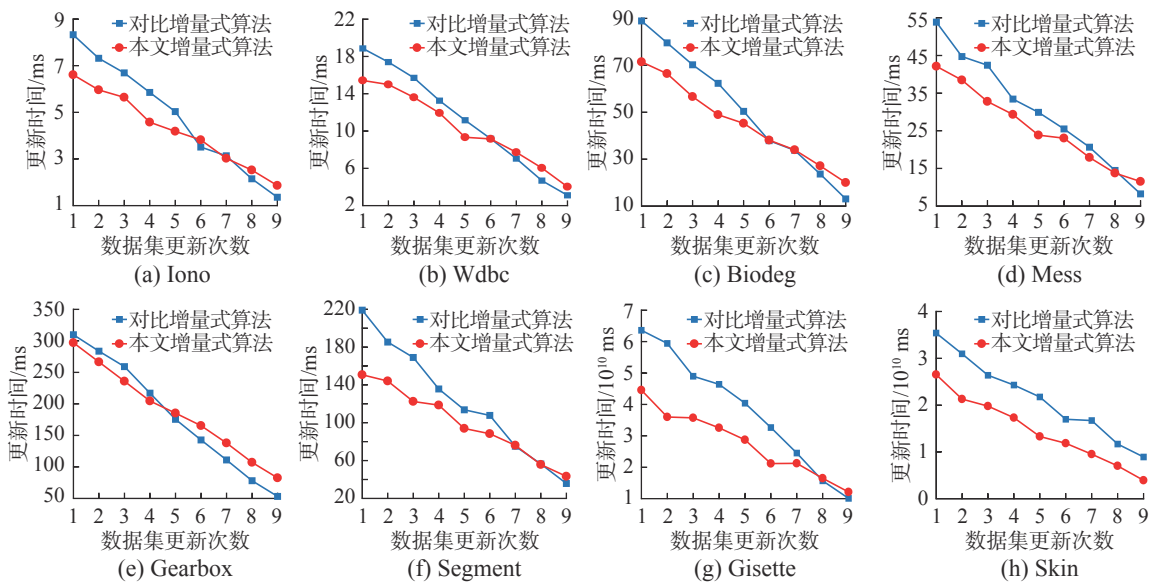 9
7
5
3
1
更新时间/ms
对比增量式算法
本文增量式算法
1 2 3 4 5 6 7 8 9
数据集更新次数
(a) Iono
22
18
14
10
6
2
更新时间/ms
对比增量式算法
本文增量式算法
1 2 3 4 5 6 7 8 9
数据集更新次数
(b) Wdbc
90
70
50
30
10
更新时间/ms
对比增量式算法
本文增量式算法
1 2 3 4 5 6 7 8 9
数据集更新次数
(c) Biodeg
55
45
35
25
15
5
更新时间/ms
对比增量式算法
本文增量式算法
1 2 3 4 5 6 7 8 9
数据集更新次数
(d) Mess
350
300
250
200
150
100
50
更新时间/ms
对比增量式算法
本文增量式算法
1 2 3 4 5 6 7 8 9
数据集更新次数
(e) Gearbox
220
180
140
100
60
20
更新时间/ms
对比增量式算法
本文增量式算法
1 2 3 4 5 6 7 8 9
数据集更新次数
(f) Segment
7
6
5
4
3
2
1
更新时间/10¹⁰ ms
对比增量式算法
本文增量式算法
1 2 3 4 5 6 7 8 9
数据集更新次数
(g) Gisette
4
3
2
1
0
更新时间/10¹⁰ ms
对比增量式算法
本文增量式算法
1 2 3 4 5 6 7 8 9
数据集更新次数
(h) Skin